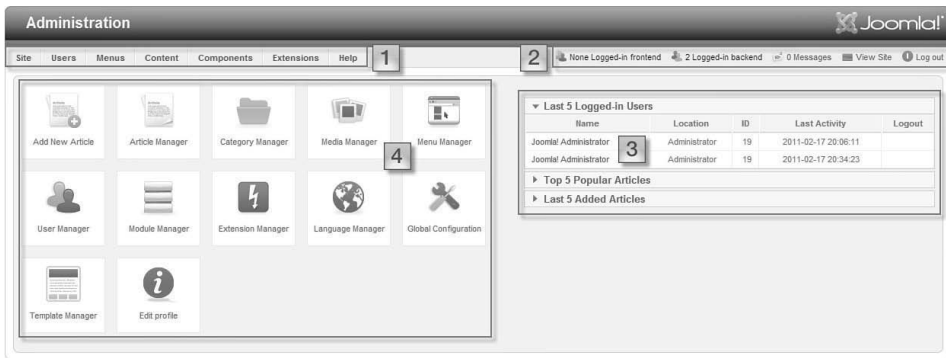 Administration
Joomla!
Site Users Menus Content Components Extensions Help
1
2
None Logged-in frontend 2 Logged-in backend 0 Messages View Site Log out
Add New Article Article Manager Category Manager Media Manager Menu Manager
4
User Manager Module Manager Extension Manager Language Manager Global Configuration
Template Manager Edit profile
Last 5 Logged-in Users
Name Location ID Last Activity Logout
Joomla! Administrator Administrator 19 2011-02-17 20:06:11
3
Joomla! Administrator Administrator 19 2011-02-17 20:34:23
Top 5 Popular Articles
Last 5 Added Articles